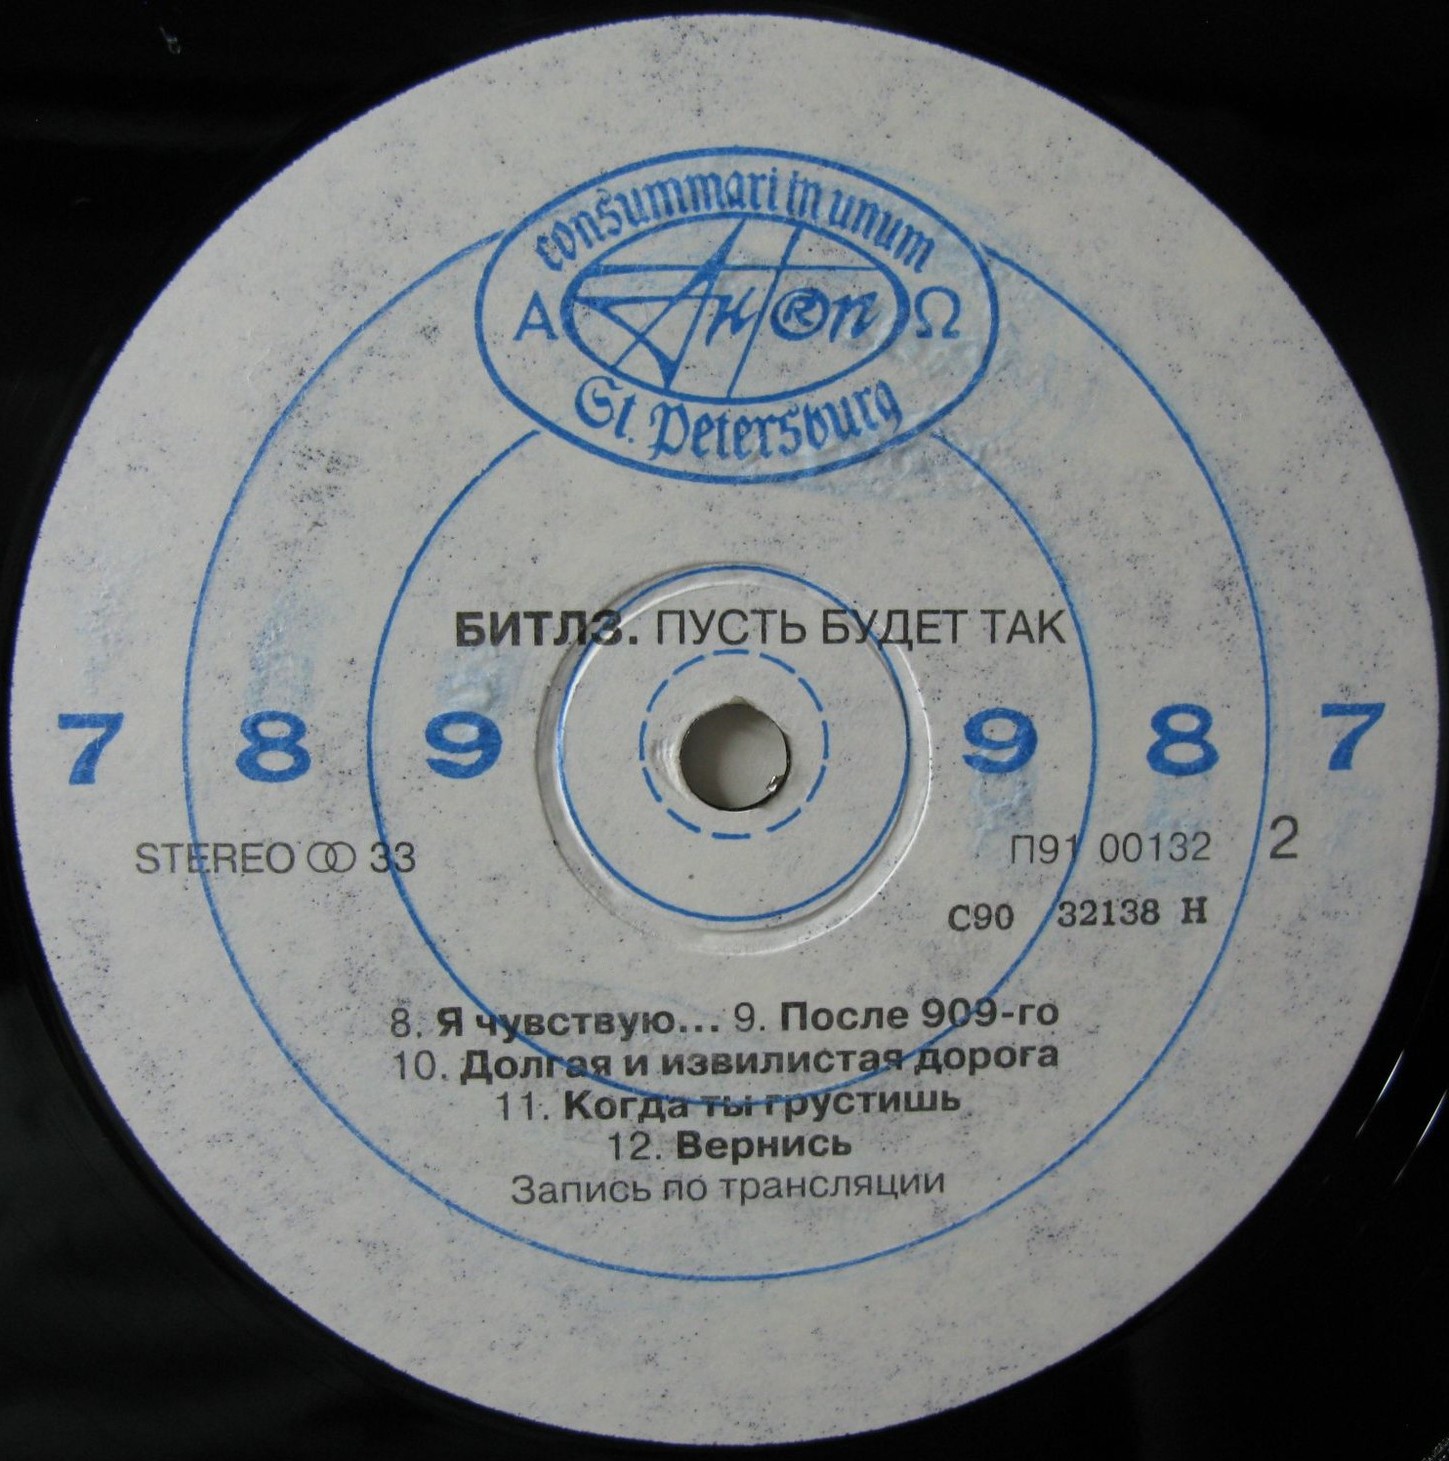 consummari in unum
Α АнтRоп Ω
St. Petersburg
БИТЛЗ. ПУСТЬ БУДЕТ ТАК
7 8 9 9 8 7
STEREO 33
П91 00132 2
С90 32138 Н
8. Я чувствую... 9. После 909-го
10. Долгая и извилистая дорога
11. Когда ты грустишь
12. Вернись
Запись по трансляции